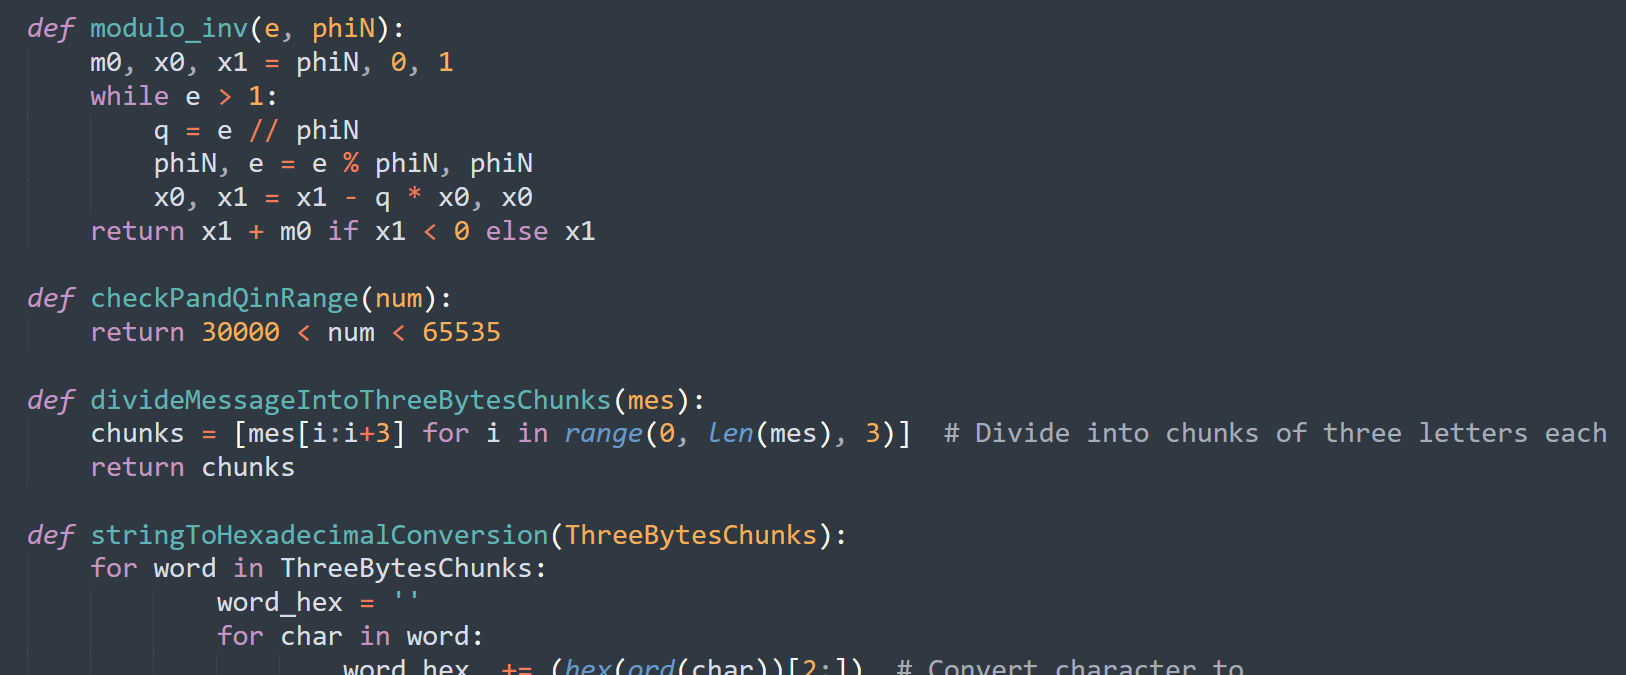 def modulo_inv(e, phiN):
    m0, x0, x1 = phiN, 0, 1
    while e > 1:
        q = e // phiN
        phiN, e = e % phiN, phiN
        x0, x1 = x1 - q * x0, x0
    return x1 + m0 if x1 < 0 else x1

def checkPandQinRange(num):
    return 30000 < num < 65535

def divideMessageIntoThreeBytesChunks(mes):
    chunks = [mes[i:i+3] for i in range(0, len(mes), 3)]  # Divide into chunks of three letters each
    return chunks

def stringToHexadecimalConversion(ThreeBytesChunks):
    for word in ThreeBytesChunks:
            word_hex = ''
            for char in word:
                    word_hex += (hex(ord(char))[2:])  # Convert character to